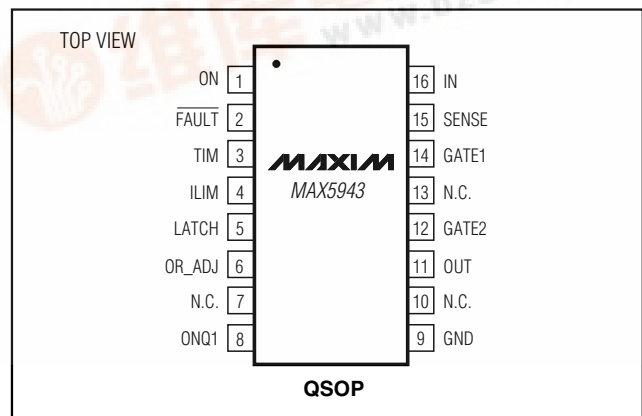 TOP VIEW
ON 1
FAULT 2
TIM 3
ILIM 4
LATCH 5
OR_ADJ 6
N.C. 7
ONQ1 8
MAXIM
MAX5943
16 IN
15 SENSE
14 GATE1
13 N.C.
12 GATE2
11 OUT
10 N.C.
9 GND
QSOP